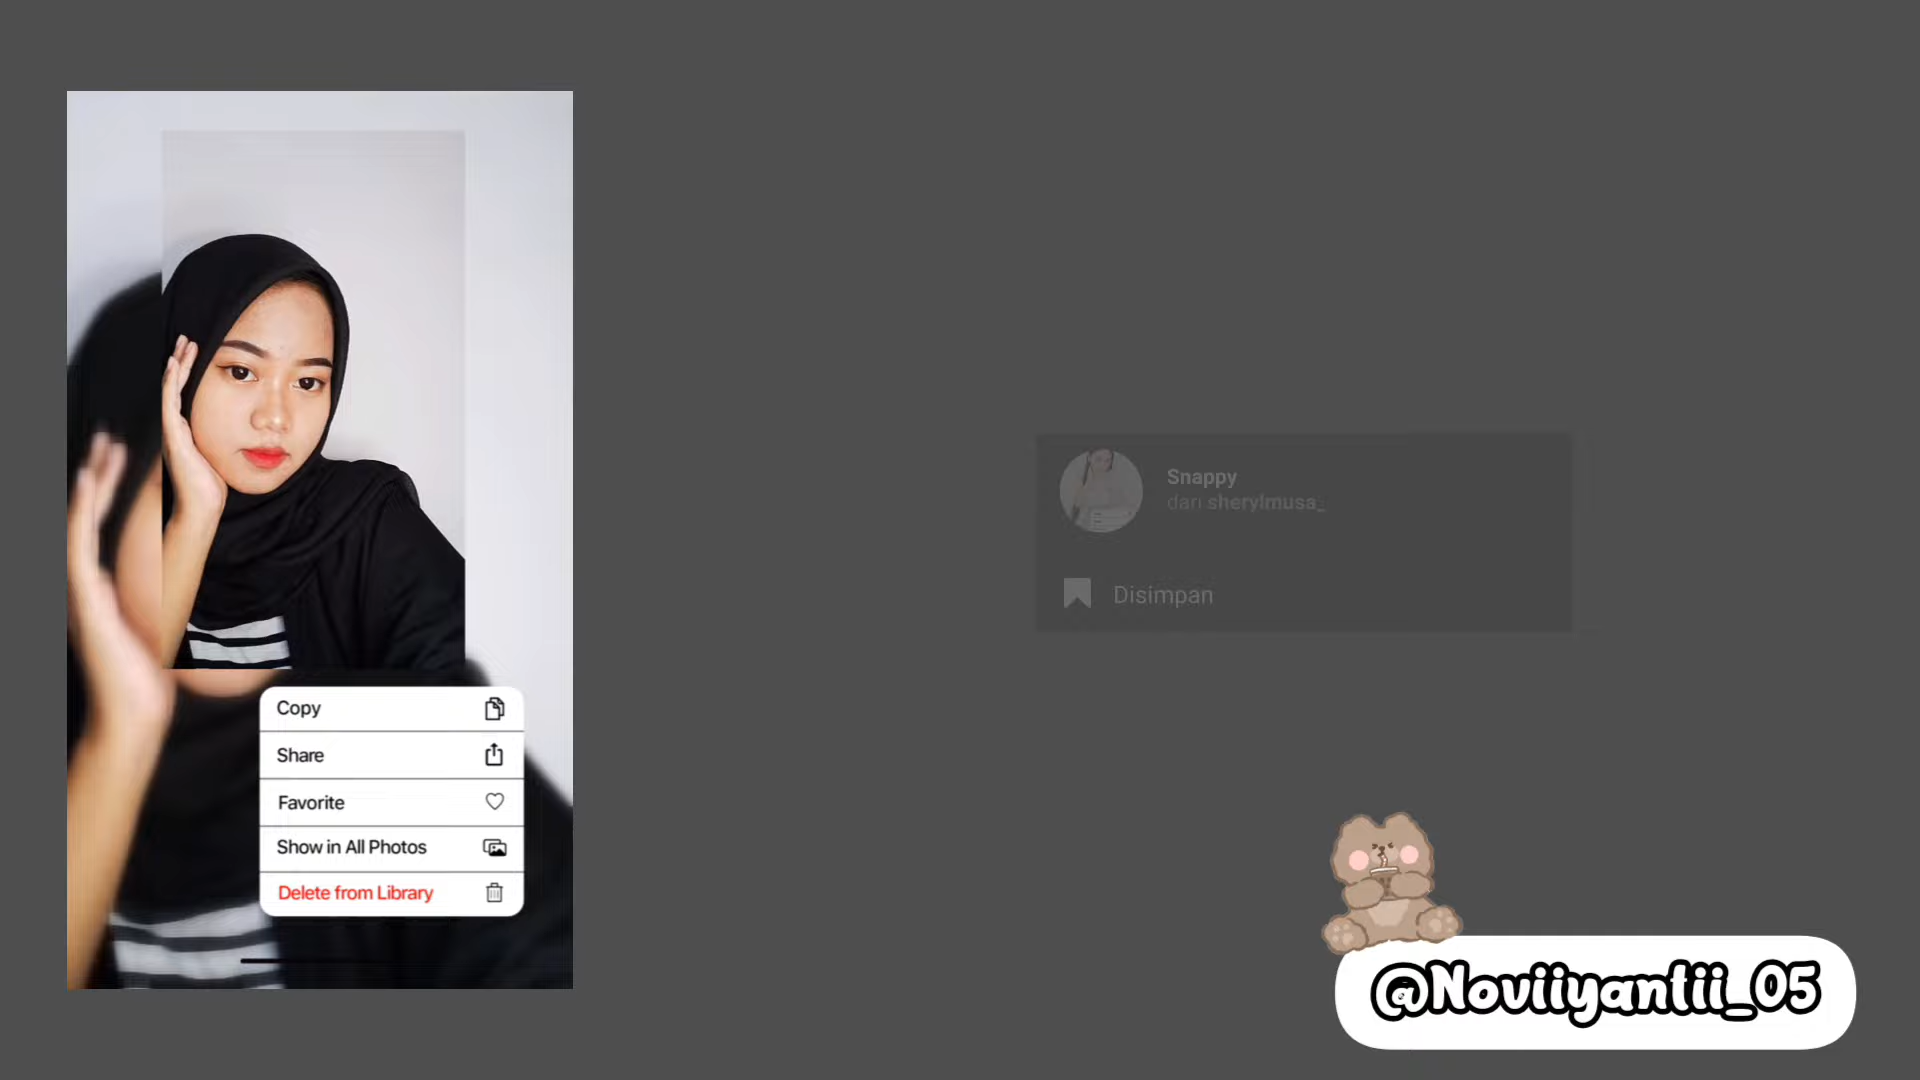 Copy
Share
Favorite
Show in All Photos
Delete from Library
Snappy
dari sherylmusa_
Disimpan
@Noviiyantii_05